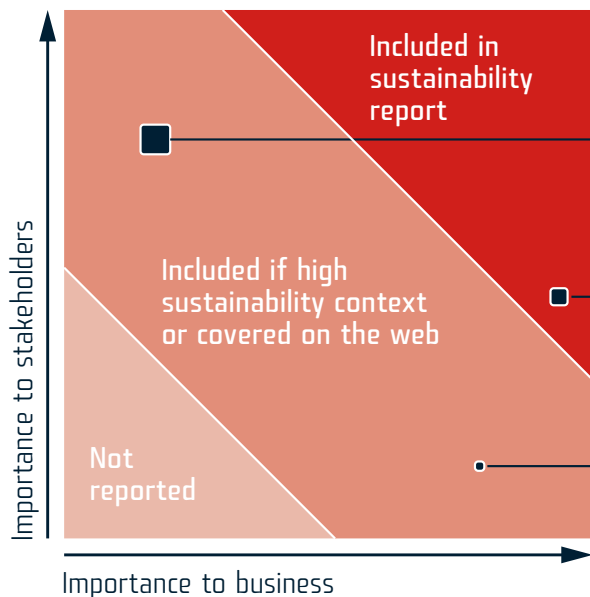 Included in
sustainability
report
Included if high
sustainability context
or covered on the web
Not
reported
Importance to stakeholders
Importance to business